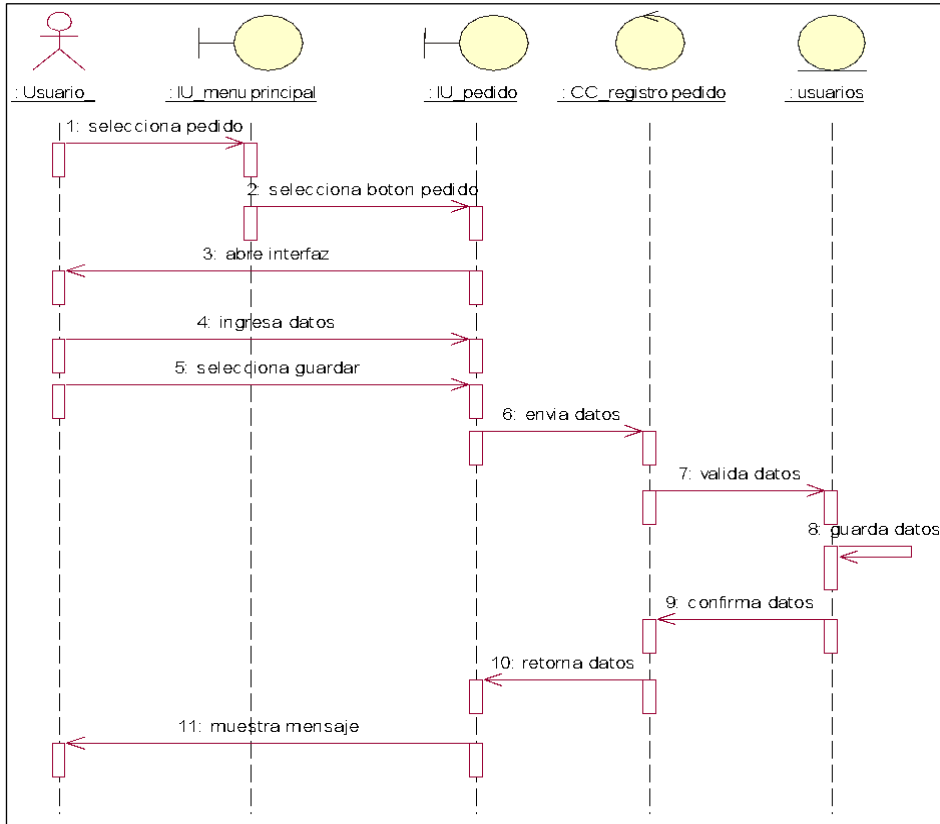 : Usuario_
: IU_menu principal
: IU_pedido
: CC_registro pedido
: usuarios
1: selecciona pedido
2: selecciona boton pedido
3: abre interfaz
4: ingresa datos
5: selecciona guardar
6: envia datos
7: valida datos
8: guarda datos
9: confirma datos
10: retorna datos
11: muestra mensaje